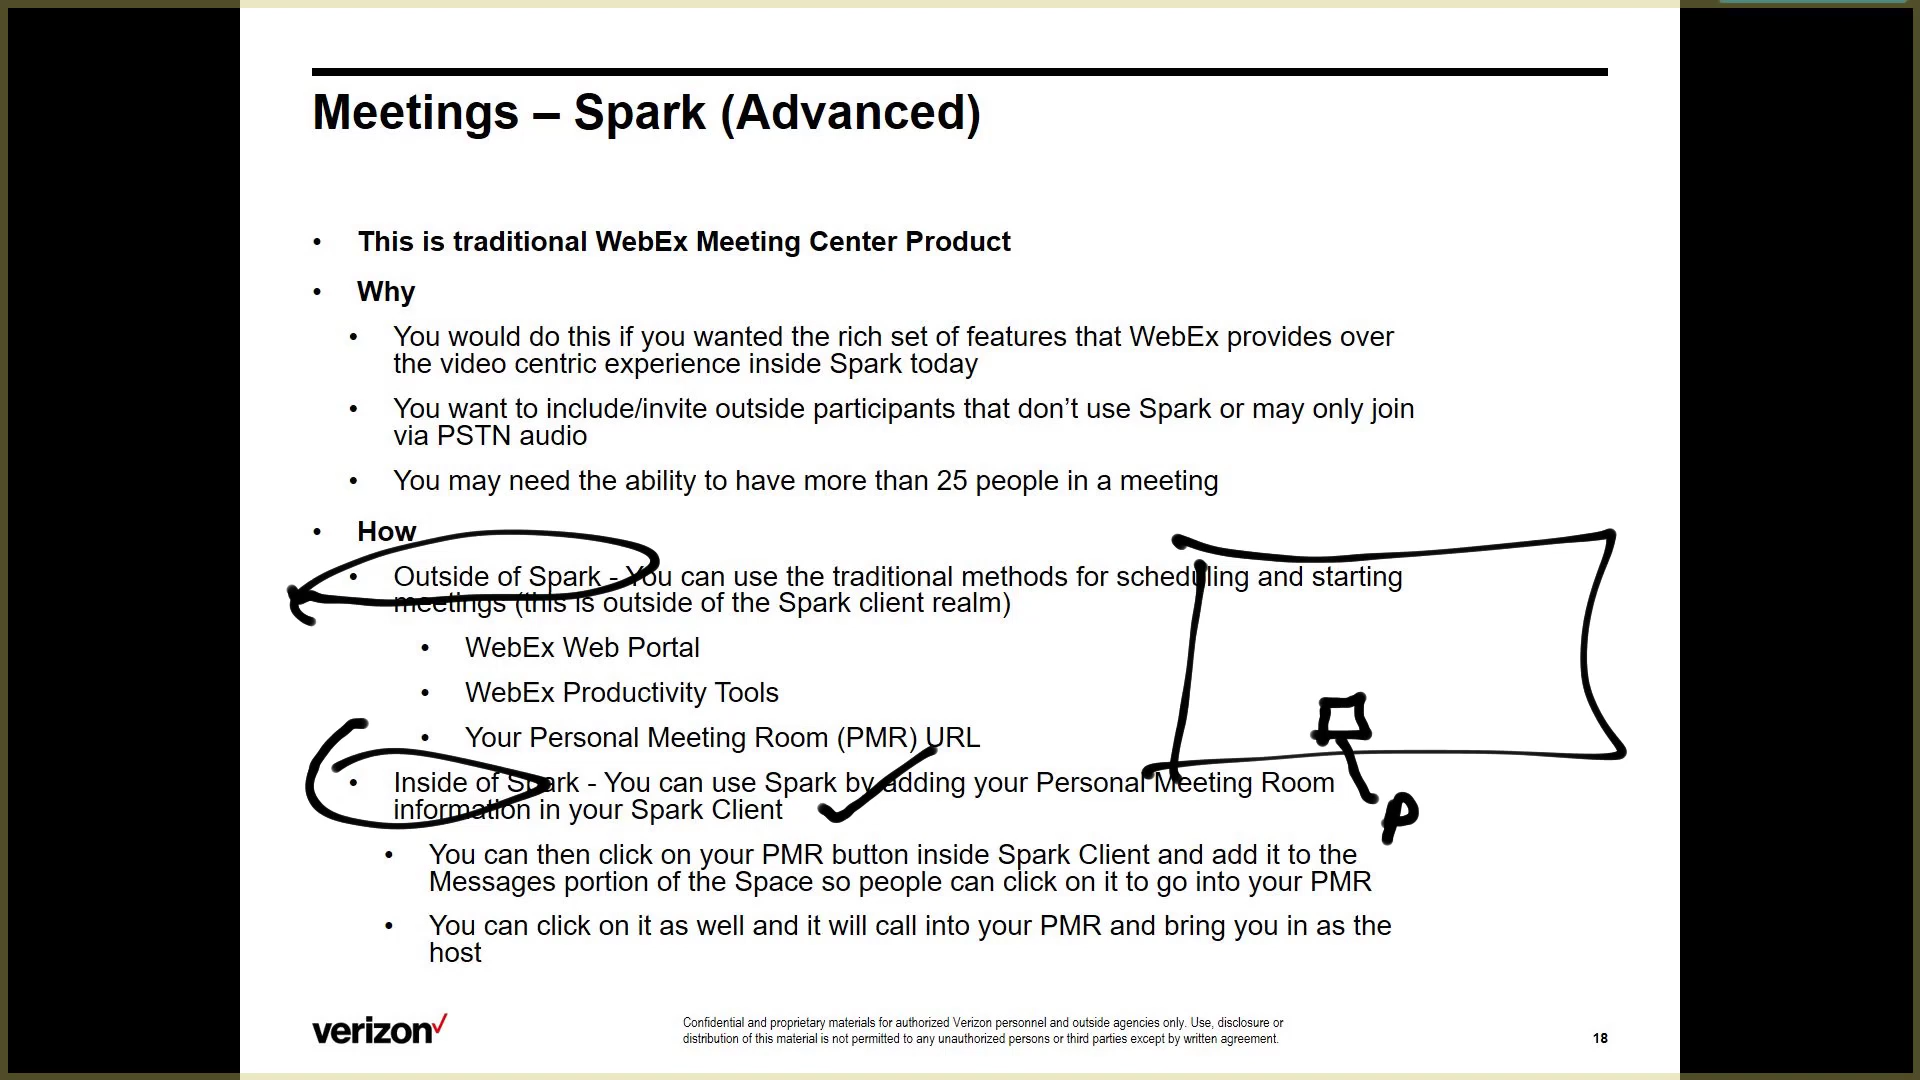 Meetings – Spark (Advanced)
• This is traditional WebEx Meeting Center Product
• Why
• You would do this if you wanted the rich set of features that WebEx provides over
the video centric experience inside Spark today
• You want to include/invite outside participants that don’t use Spark or may only join
via PSTN audio
• You may need the ability to have more than 25 people in a meeting
• How
• Outside of Spark - You can use the traditional methods for scheduling and starting
meetings (this is outside of the Spark client realm)
• WebEx Web Portal
• WebEx Productivity Tools
• Your Personal Meeting Room (PMR) URL
• Inside of Spark - You can use Spark by adding your Personal Meeting Room
information in your Spark Client
P
• You can then click on your PMR button inside Spark Client and add it to the
Messages portion of the Space so people can click on it to go into your PMR
• You can click on it as well and it will call into your PMR and bring you in as the
host
verizon✓
Confidential and proprietary materials for authorized Verizon personnel and outside agencies only. Use, disclosure or
distribution of this material is not permitted to any unauthorized persons or third parties except by written agreement.
18